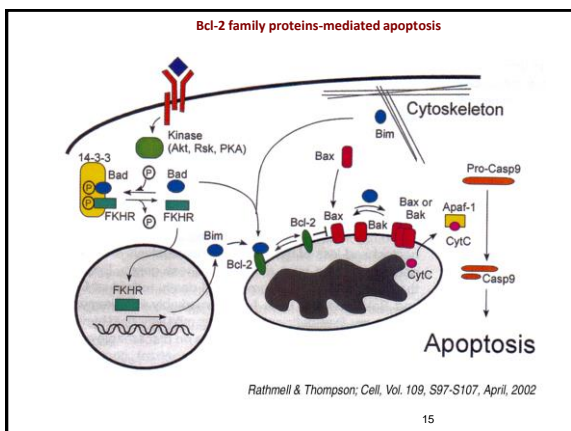 Bcl-2 family proteins-mediated apoptosis
Cytoskeleton
Kinase
(Akt, Rsk, PKA)
Bim
14-3-3
Bax
Pro-Casp9
P
Bad
P
Bad
P
FKHR
P
FKHR
Bax
Bax or
Bak
Apaf-1
Bcl-2
Bak
CytC
Bim
Bcl-2
CytC
FKHR
Casp9
Apoptosis
Rathmell & Thompson; Cell, Vol. 109, S97-S107, April, 2002
15